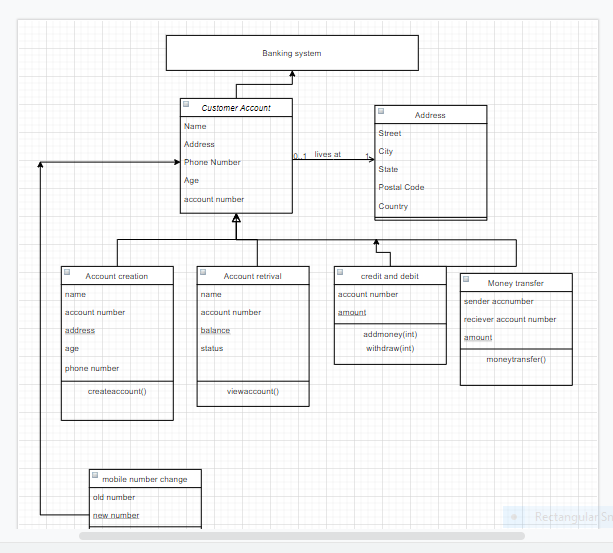 Banking system
Customer Account
Name
Address
Phone Number
Age
account number
0..1 lives at 1
Address
Street
City
State
Postal Code
Country
Account creation
name
account number
address
age
phone number
createaccount()
Account retrival
name
account number
balance
status
viewaccount()
credit and debit
account number
amount
addmoney(int)
withdraw(int)
Money transfer
sender accnumber
reciever account number
amount
moneytransfer()
mobile number change
old number
new number
Rectangular Sn